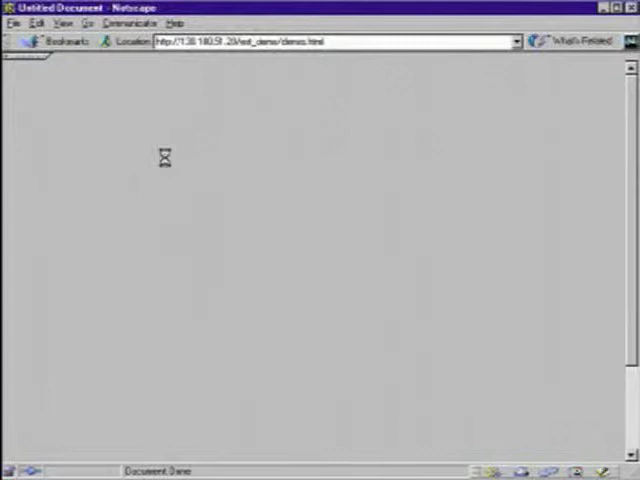 Untitled Document - Netscape
File Edit View Go Communicator Help
Bookmarks Location: What's Related
Document: Done